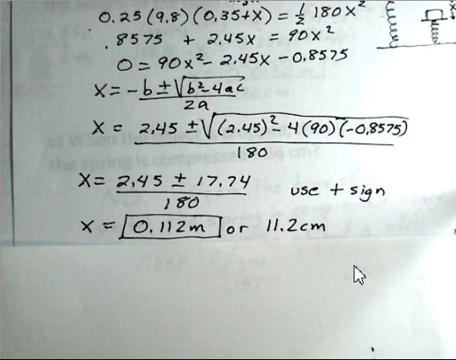 0.25(9.8)(0.35+x) = ½ 180x²
.8575 + 2.45x = 90x²
0 = 90x² - 2.45x - 0.8575
x = -b ± √b²-4ac / 2a
x = 2.45 ± √(2.45)² - 4(90)(-0.8575) / 180
x = 2.45 ± 17.74 / 180 use + sign
x = 0.112m or 11.2cm